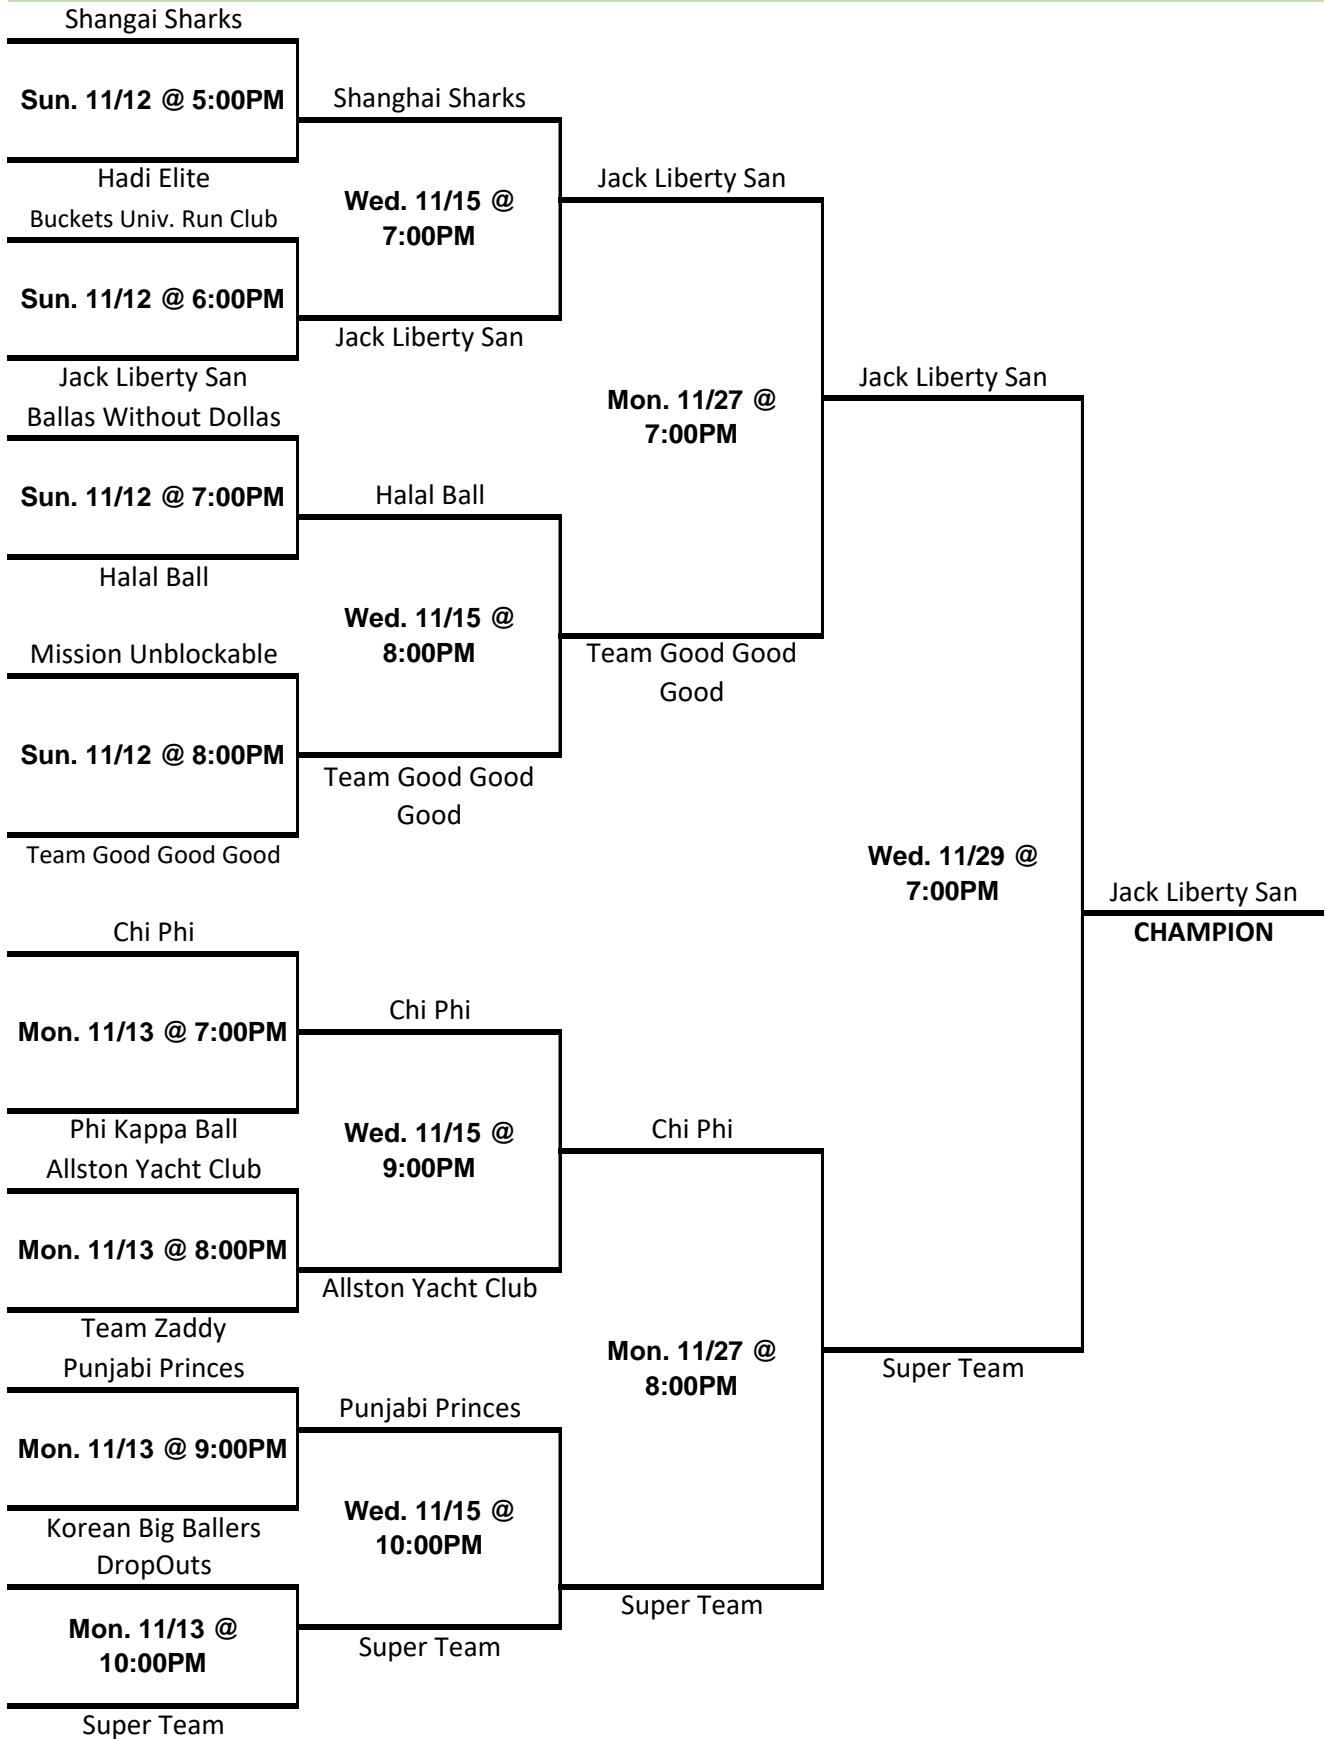 Shangai Sharks
Sun. 11/12 @ 5:00PM
Shanghai Sharks
Hadi Elite
Jack Liberty San
Wed. 11/15 @
7:00PM
Buckets Univ. Run Club
Sun. 11/12 @ 6:00PM
Jack Liberty San
Jack Liberty San
Jack Liberty San
Mon. 11/27 @
7:00PM
Ballas Without Dollas
Sun. 11/12 @ 7:00PM
Halal Ball
Halal Ball
Wed. 11/15 @
8:00PM
Team Good Good
Good
Mission Unblockable
Sun. 11/12 @ 8:00PM
Team Good Good
Good
Team Good Good Good
Wed. 11/29 @
7:00PM
Jack Liberty San
CHAMPION
Chi Phi
Chi Phi
Mon. 11/13 @ 7:00PM
Phi Kappa Ball
Wed. 11/15 @
9:00PM
Chi Phi
Allston Yacht Club
Mon. 11/13 @ 8:00PM
Allston Yacht Club
Team Zaddy
Mon. 11/27 @
8:00PM
Super Team
Punjabi Princes
Punjabi Princes
Mon. 11/13 @ 9:00PM
Korean Big Ballers
Wed. 11/15 @
10:00PM
DropOuts
Super Team
Mon. 11/13 @
10:00PM
Super Team
Super Team